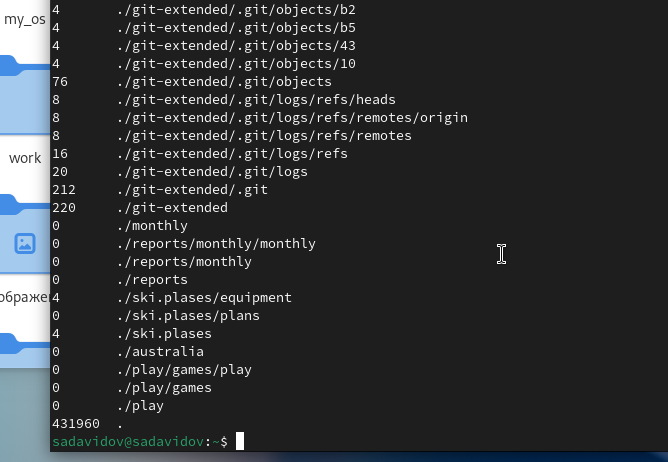 my_os
work
ображе
4 ./git-extended/.git/objects/b2
4 ./git-extended/.git/objects/b5
4 ./git-extended/.git/objects/43
4 ./git-extended/.git/objects/10
76 ./git-extended/.git/objects
8 ./git-extended/.git/logs/refs/heads
8 ./git-extended/.git/logs/refs/remotes/origin
8 ./git-extended/.git/logs/refs/remotes
16 ./git-extended/.git/logs/refs
20 ./git-extended/.git/logs
212 ./git-extended/.git
220 ./git-extended
0 ./monthly
0 ./reports/monthly/monthly
0 ./reports/monthly
0 ./reports
4 ./ski.plases/equipment
0 ./ski.plases/plans
4 ./ski.plases
0 ./australia
0 ./play/games/play
0 ./play/games
0 ./play
431960 .
sadavidov@sadavidov:~$